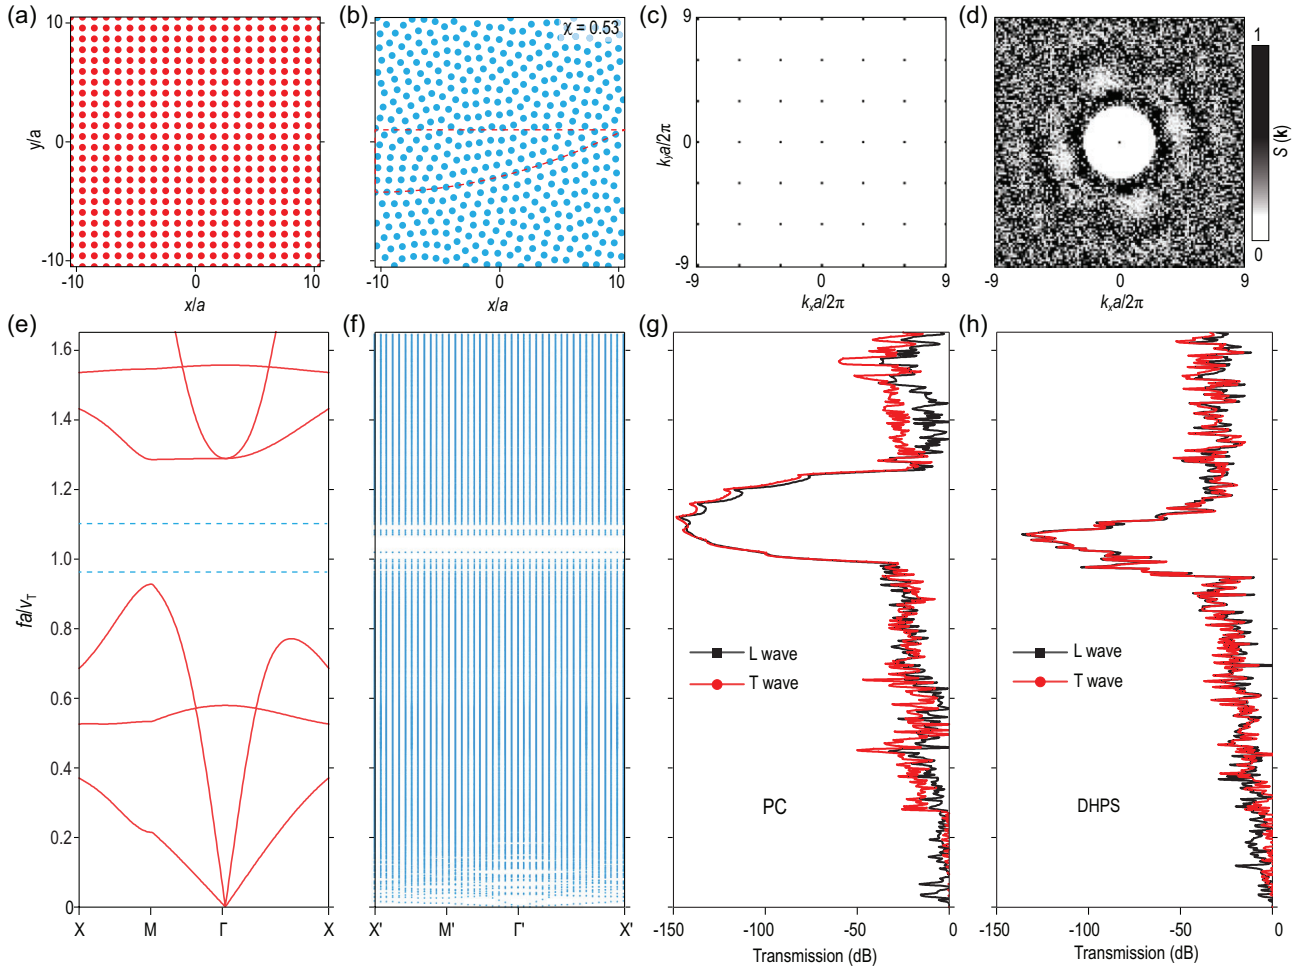 (a)
10
0
-10
y/a
-10
0
10
x/a
(b)
χ = 0.53
10
0
-10
-10
0
10
x/a
(c)
9
0
-9
kya/2π
-9
0
9
kxa/2π
(d)
-9
9
kxa/2π
1
0
S (k)
(e)
1.6
1.4
1.2
1.0
0.8
0.6
0.4
0.2
0
fa/vT
X
M
Γ
X
(f)
X'
M'
Γ'
X'
(g)
L wave
T wave
PC
-150
-100
-50
0
Transmission (dB)
(h)
L wave
T wave
DHPS
-150
-100
-50
0
Transmission (dB)